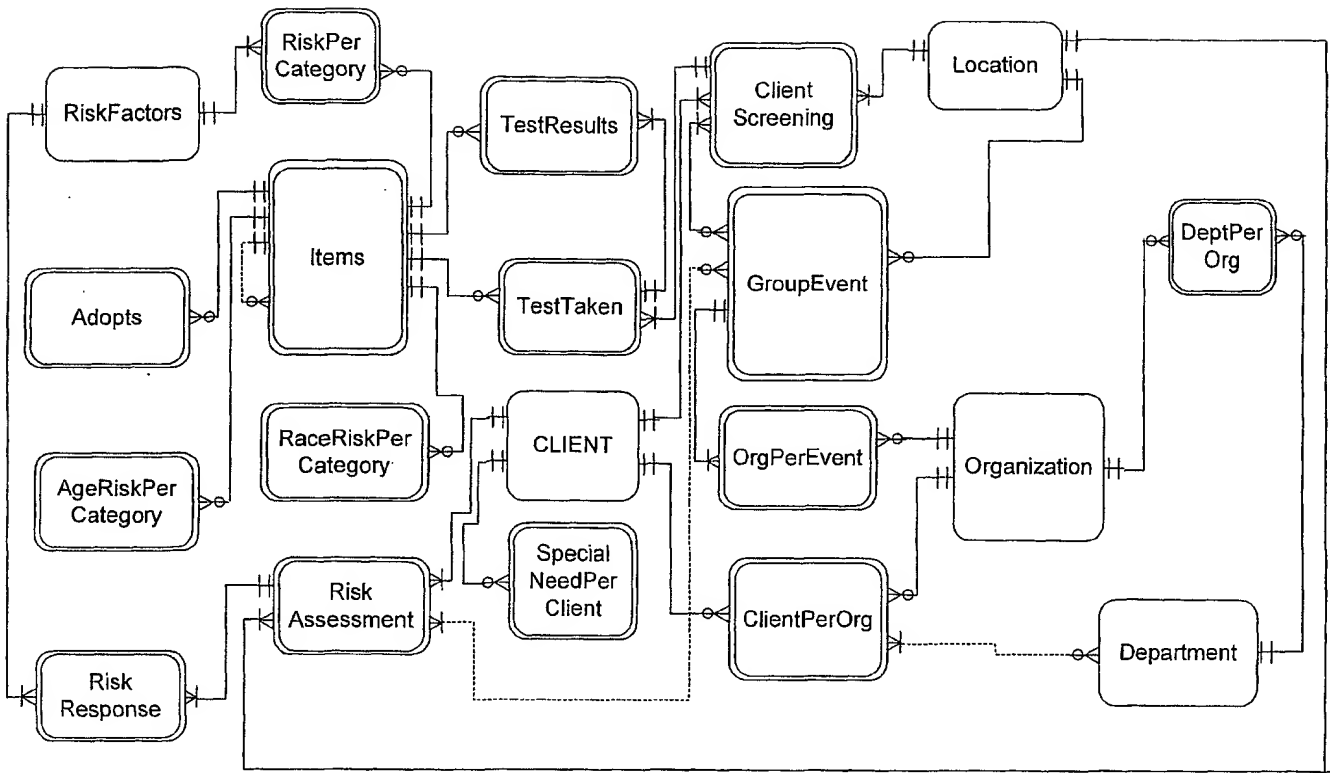 RiskPer
Category
RiskFactors
TestResults
Client
Screening
Location
Items
Adopts
TestTaken
GroupEvent
DeptPer
Org
AgeRiskPer
Category
RaceRiskPer
Category
CLIENT
OrgPerEvent
Organization
Risk
Assessment
Special
NeedPer
Client
ClientPerOrg
Department
Risk
Response